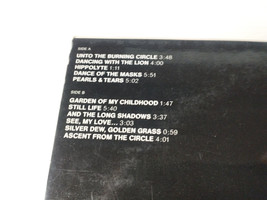 SIDE A
UNTO THE BURNING CIRCLE 3:48
DANCING WITH THE LION 4:00
HIPPOLYTE 1:11
DANCE OF THE MASKS 5:51
PEARLS & TEARS 5:02
SIDE B
GARDEN OF MY CHILDHOOD 1:47
STILL LIFE 5:40
AND THE LONG SHADOWS 3:37
SEE, MY LOVE... 3:03
SILVER DEW, GOLDEN GRASS 0:59
ASCENT FROM THE CIRCLE 4:01